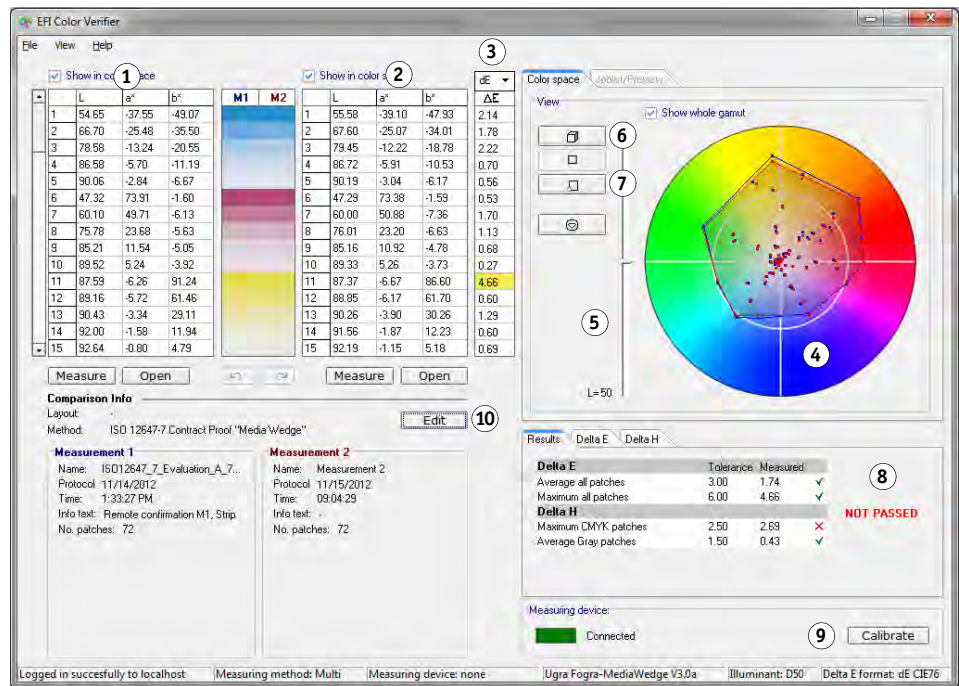 EFI Color Verifier
File View Help
Show in co ace
1
Show in color s
2
3
dE
L a* b*
M1 M2
L a* b*
ΔE
1 54.65 -37.55 -49.07 1 55.58 -39.10 -47.93 2.14
2 66.70 -25.48 -35.50 2 67.60 -25.07 -34.01 1.78
3 78.58 -13.24 -20.55 3 79.45 -12.22 -18.78 2.22
4 86.58 -5.70 -11.19 4 86.72 -5.91 -10.53 0.70
5 90.06 -2.84 -6.67 5 90.19 -3.04 -6.17 0.56
6 47.32 73.91 -1.60 6 47.29 73.38 -1.59 0.53
7 60.10 49.71 -6.13 7 60.00 50.88 -7.36 1.70
8 75.78 23.68 -5.63 8 76.01 23.20 -6.63 1.13
9 85.21 11.54 -5.05 9 85.16 10.92 -4.78 0.68
10 89.52 5.24 -3.92 10 89.33 5.26 -3.73 0.27
11 87.59 -6.26 91.24 11 87.37 -6.67 86.60 4.66
12 89.16 -5.72 61.46 12 88.85 -6.17 61.70 0.60
13 90.43 -3.34 29.11 13 90.26 -3.90 30.26 1.29
14 92.00 -1.58 11.94 14 91.56 -1.87 12.23 0.60
15 92.64 -0.80 4.79 15 92.19 -1.15 5.18 0.69
Measure Open Measure Open
Comparison Info
Layout: -
Method: ISO 12647-7 Contract Proof "Media Wedge"
Edit
10
Measurement 1
Name: ISO12647_7_Evaluation_A_7...
Protocol 11/14/2012
Time: 1:33:27 PM
Info text: Remote confirmation M1, Strip
No. patches: 72
Measurement 2
Name: Measurement 2
Protocol 11/15/2012
Time: 09:04:29
Info text: -
No. patches: 72
Color space Joblist/Preview
View
Show whole gamut
6
7
5
4
L=50
Results Delta E Delta H
Delta E Tolerance Measured
Average all patches 3.00 1.74
Maximum all patches 6.00 4.66
Delta H
Maximum CMYK patches 2.50 2.69
Average Gray patches 1.50 0.43
8
NOT PASSED
Measuring device:
Connected
9
Calibrate
Logged in succesfully to localhost Measuring method: Multi Measuring device: none Ugra Fogra-MediaWedge V3.0a Illuminant: D50 Delta E format: dE CIE76